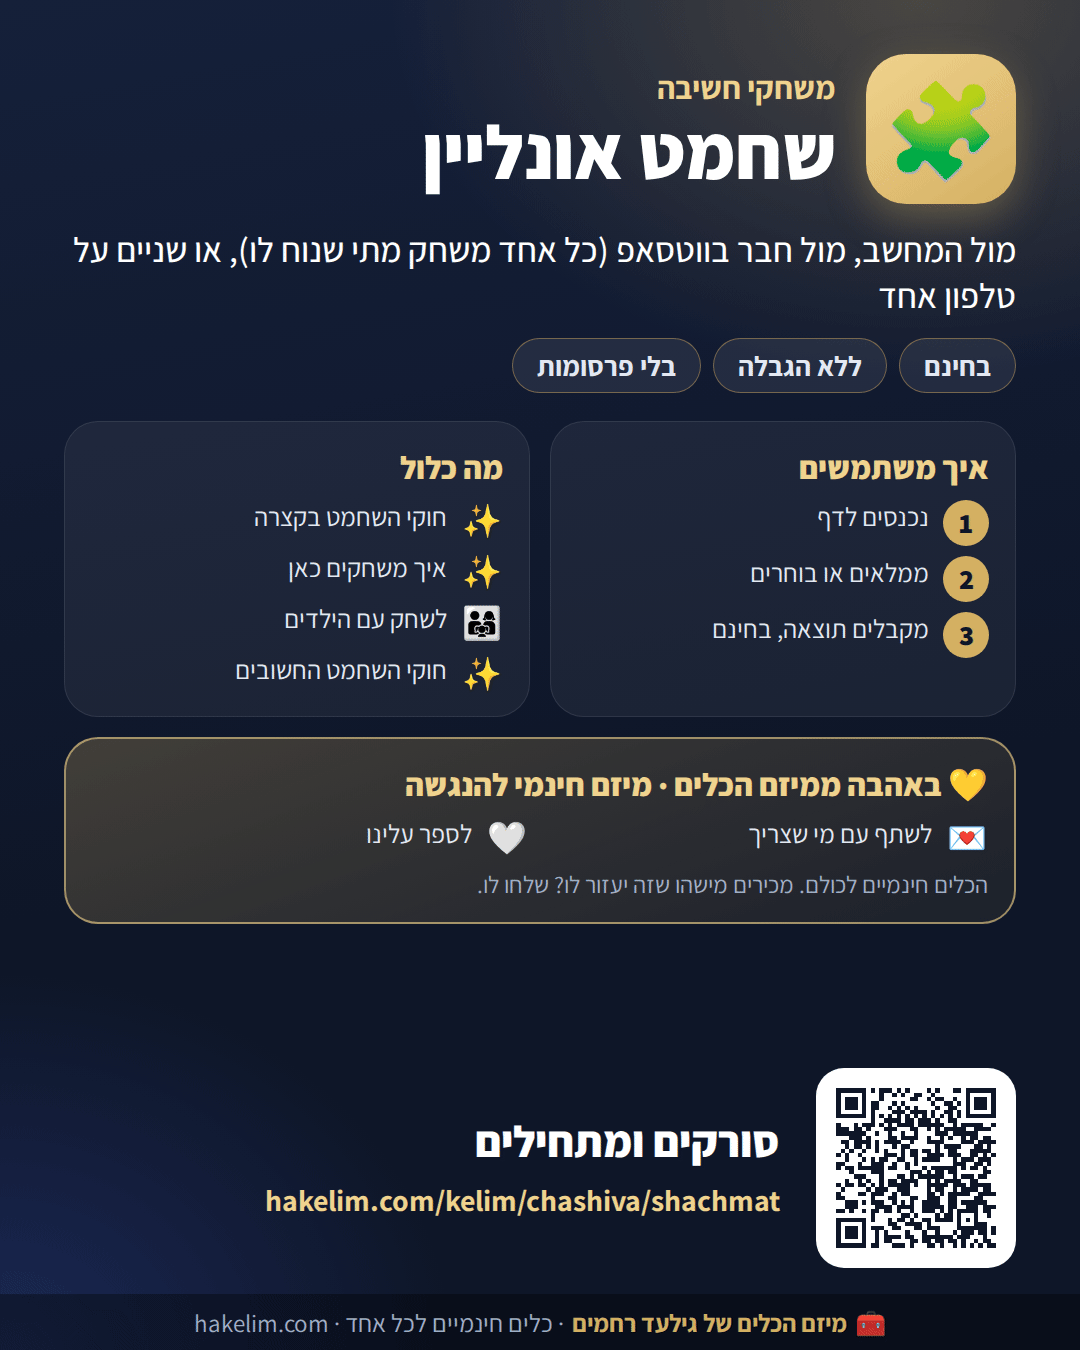 משחקי חשיבה
שחמט אונליין
מול המחשב, מול חבר בווטסאפ (כל אחד משחק מתי שנוח לו), או שניים על
טלפון אחד
בחינם
ללא הגבלה
בלי פרסומות
איך משתמשים
1 נכנסים לדף
2 ממלאים או בוחרים
3 מקבלים תוצאה, בחינם
מה כלול
חוקי השחמט בקצרה
איך משחקים כאן
לשחק עם הילדים
חוקי השחמט החשובים
באהבה ממיזם הכלים · מיזם חינמי להנגשה
לשתף עם מי שצריך
לספר עלינו
הכלים חינמיים לכולם. מכירים מישהו שזה יעזור לו? שלחו לו.
סורקים ומתחילים
hakelim.com/kelim/chashiva/shachmat
מיזם הכלים של גילעד רחמים · כלים חינמיים לכל אחד · hakelim.com